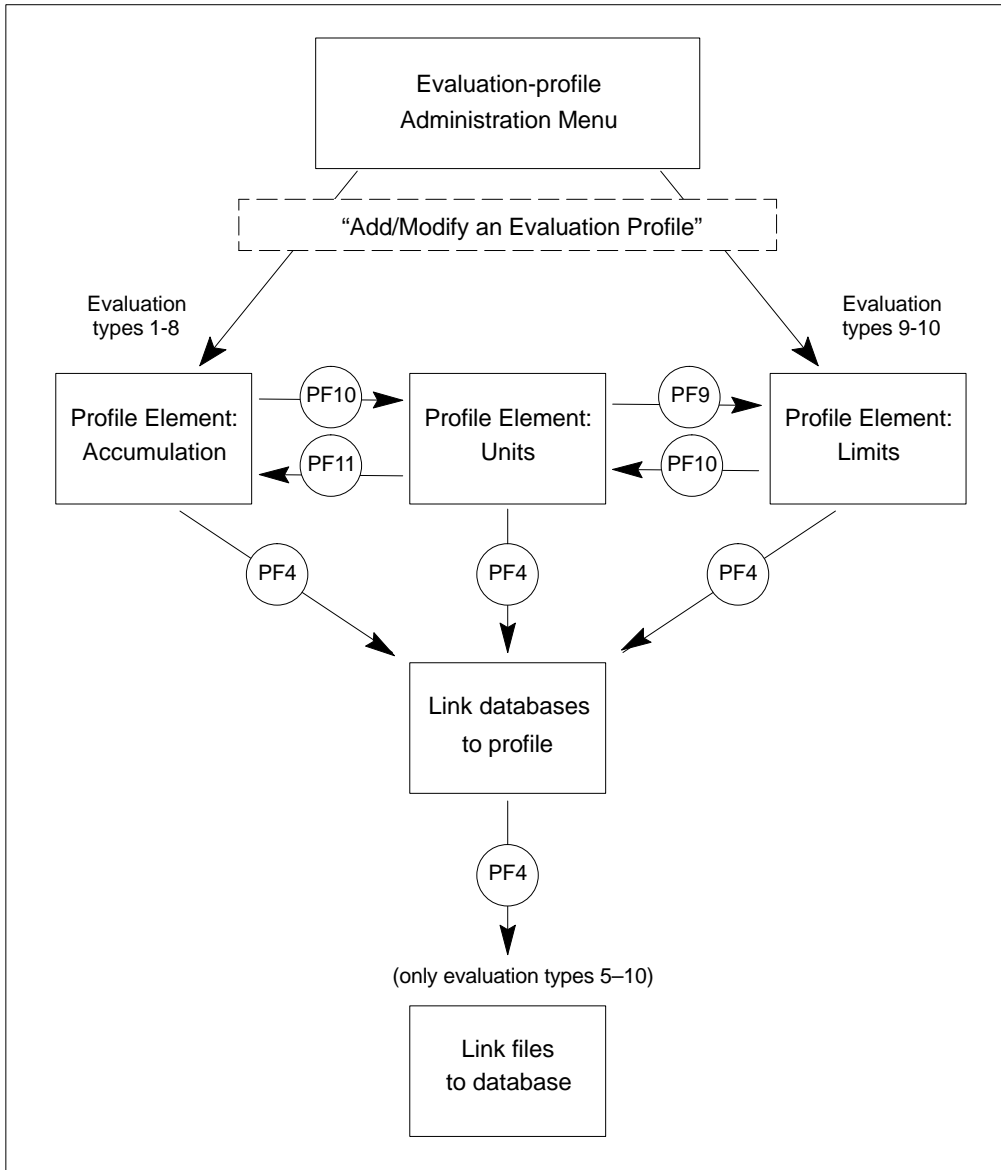 Evaluation-profile
Administration Menu
“Add/Modify an Evaluation Profile”
Evaluation
types 1-8
Evaluation
types 9-10
Profile Element:
Accumulation
PF10
PF11
Profile Element:
Units
PF9
PF10
Profile Element:
Limits
PF4
PF4
PF4
Link databases
to profile
PF4
(only evaluation types 5–10)
Link files
to database